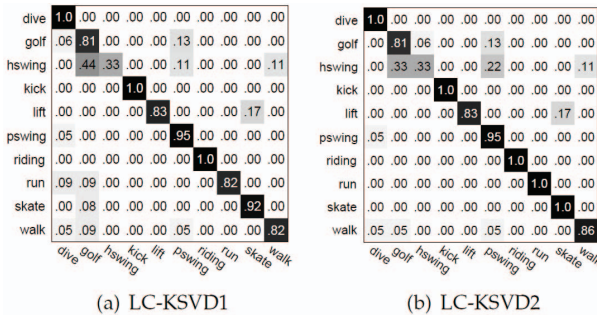 dive 1.0 .00 .00 .00 .00 .00 .00 .00 .00 .00
golf .06 .81 .00 .00 .00 .13 .00 .00 .00 .00
hswing .00 .44 .33 .00 .00 .11 .00 .00 .00 .11
kick .00 .00 .00 1.0 .00 .00 .00 .00 .00 .00
lift .00 .00 .00 .00 .83 .00 .00 .00 .17 .00
pswing .05 .00 .00 .00 .00 .95 .00 .00 .00 .00
riding .00 .00 .00 .00 .00 .00 1.0 .00 .00 .00
run .09 .09 .00 .00 .00 .00 .00 .82 .00 .00
skate .00 .08 .00 .00 .00 .00 .00 .00 .92 .00
walk .05 .09 .00 .00 .00 .05 .00 .00 .00 .82
dive golf hswing kick lift pswing riding run skate walk
(a) LC-KSVD1
dive 1.0 .00 .00 .00 .00 .00 .00 .00 .00 .00
golf .00 .81 .06 .00 .00 .13 .00 .00 .00 .00
hswing .00 .33 .33 .00 .00 .22 .00 .00 .00 .11
kick .00 .00 .00 1.0 .00 .00 .00 .00 .00 .00
lift .00 .00 .00 .00 .83 .00 .00 .00 .17 .00
pswing .05 .00 .00 .00 .00 .95 .00 .00 .00 .00
riding .00 .00 .00 .00 .00 .00 1.0 .00 .00 .00
run .00 .00 .00 .00 .00 .00 .00 1.0 .00 .00
skate .00 .00 .00 .00 .00 .00 .00 .00 1.0 .00
walk .05 .05 .00 .00 .00 .05 .00 .00 .00 .86
dive golf hswing kick lift pswing riding run skate walk
(b) LC-KSVD2